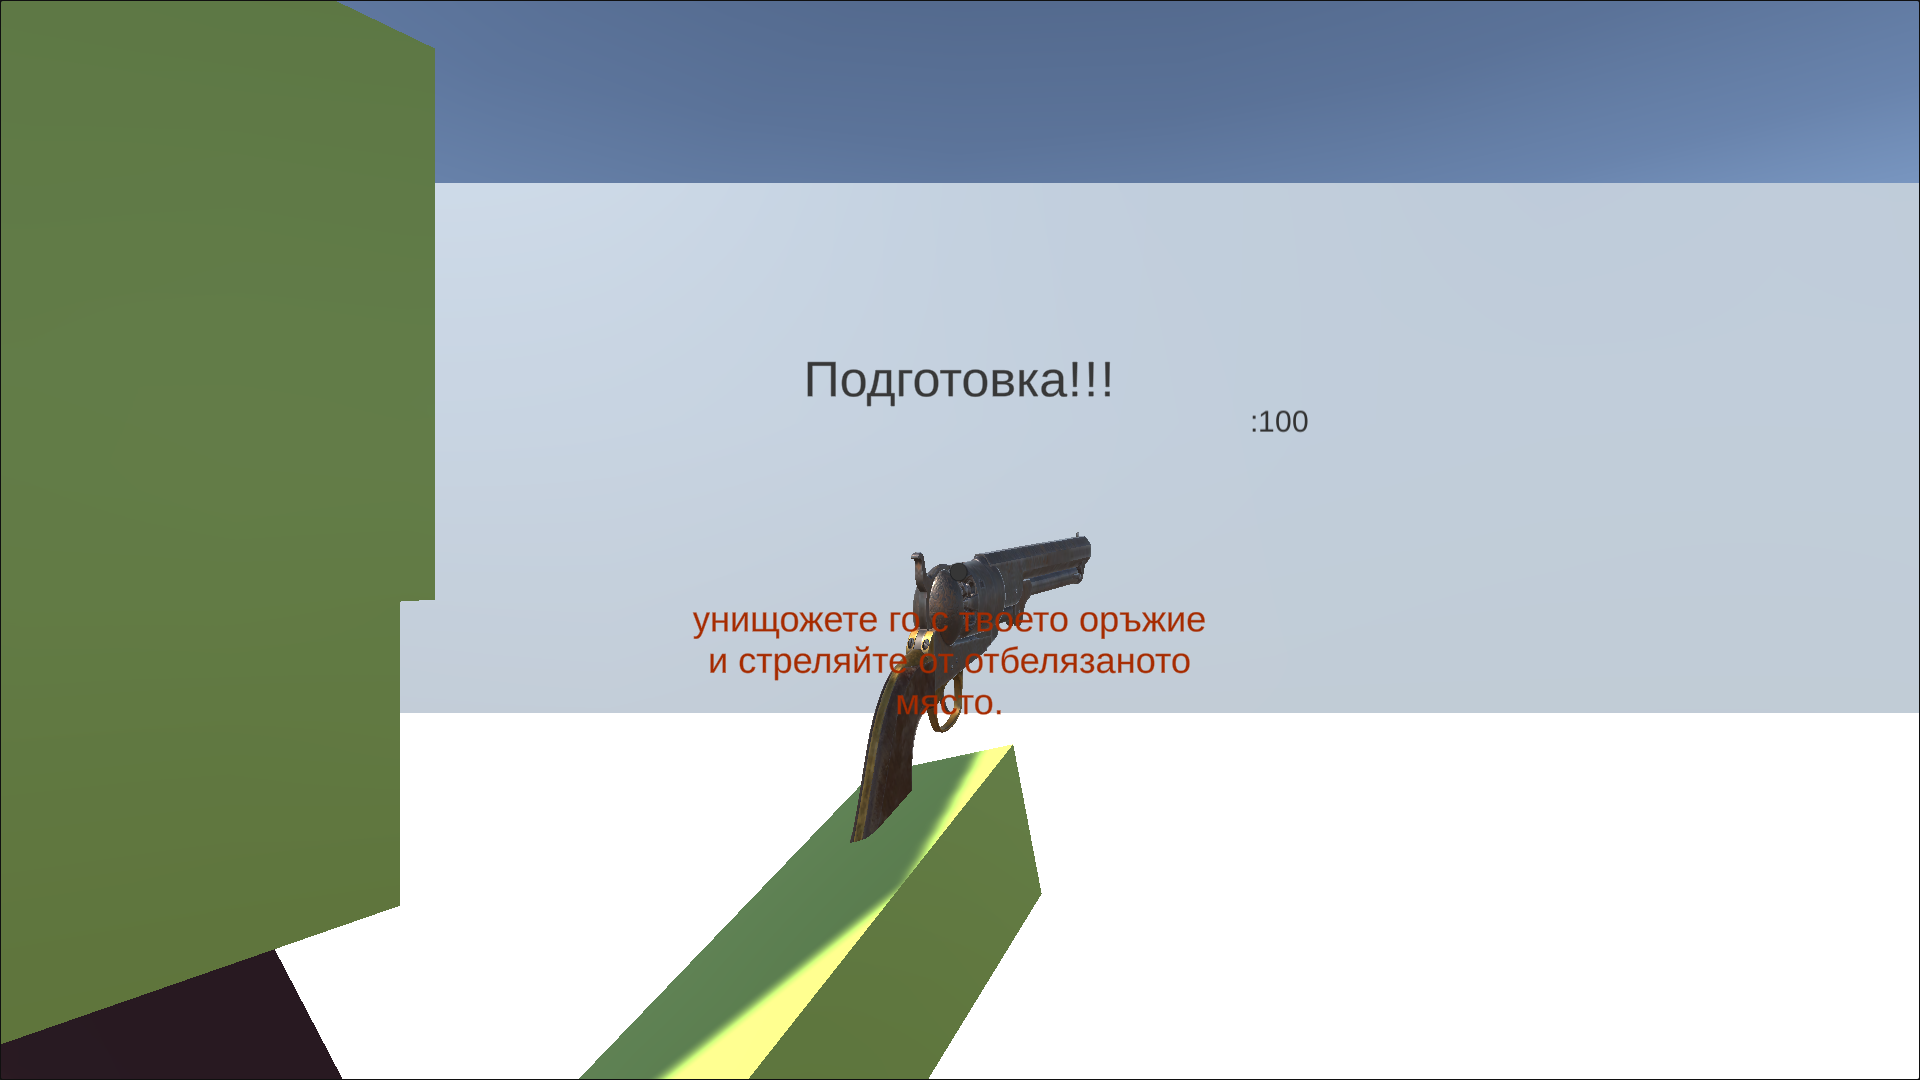 Подготовка!!!
:100
унищожете го с твоето оръжие
и стреляйте от отбелязаното
място.